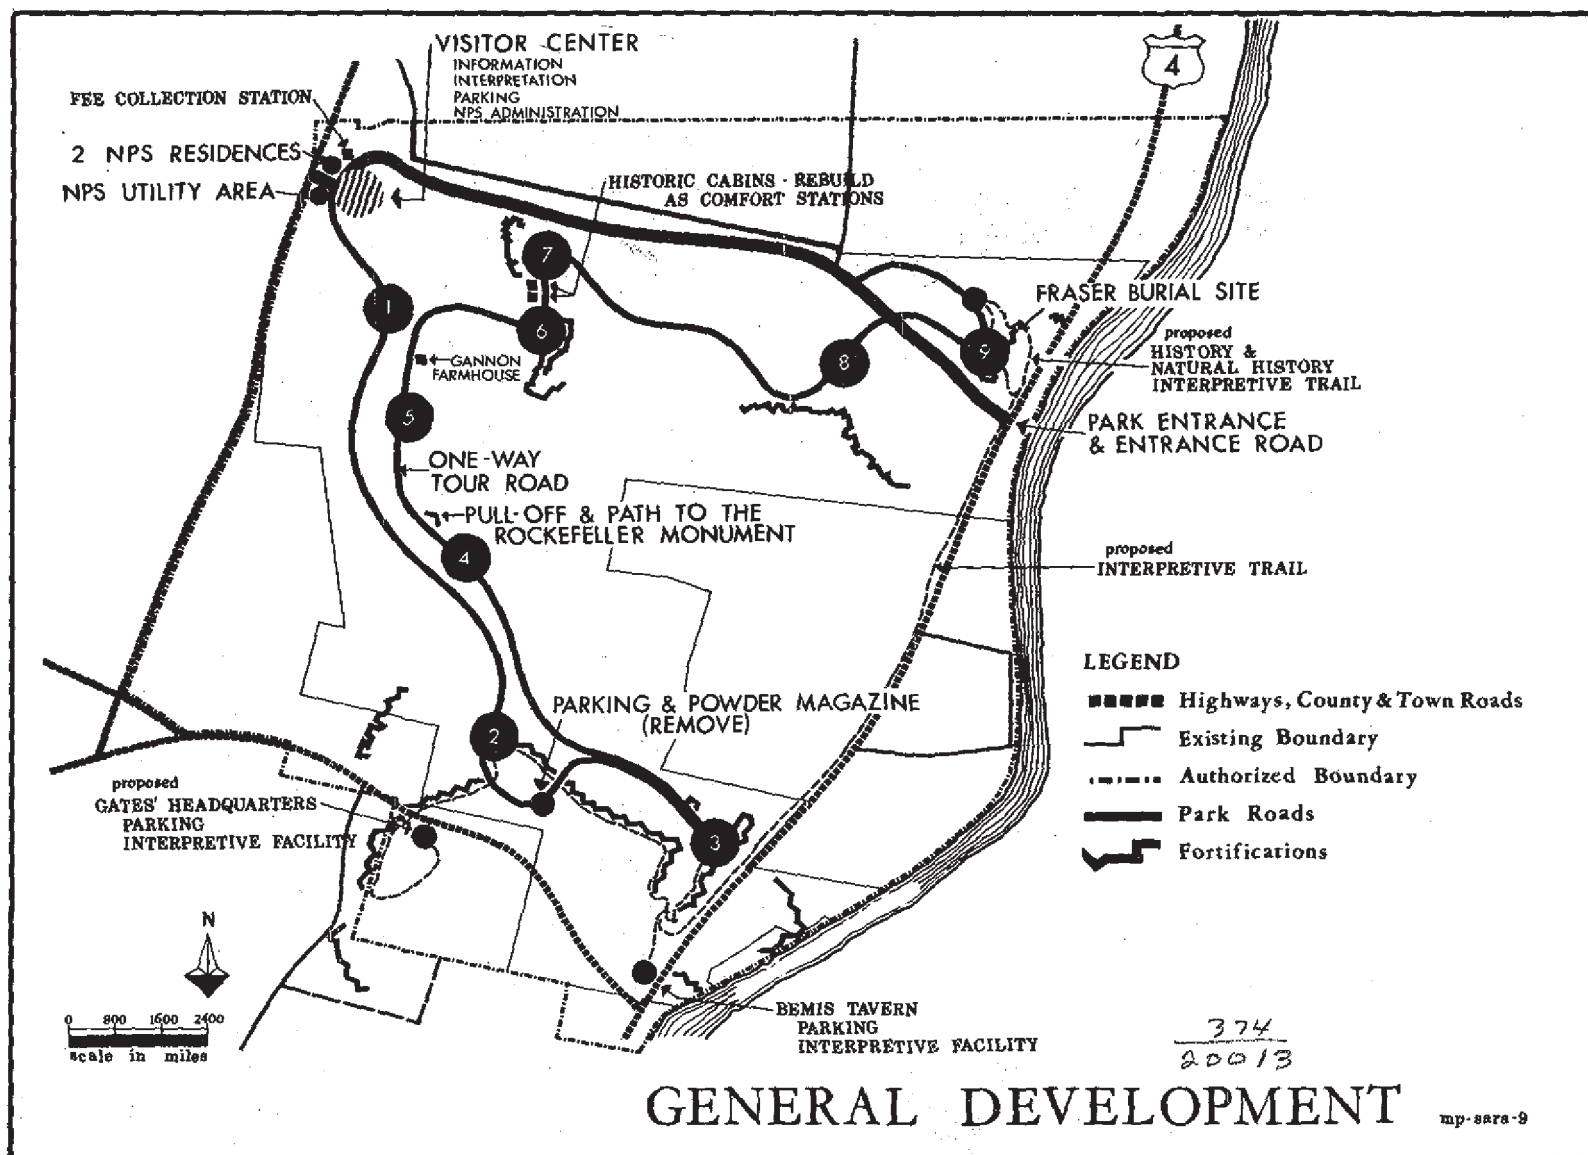 VISITOR CENTER
INFORMATION
INTERPRETATION
PARKING
NPS ADMINISTRATION
4
FEE COLLECTION STATION
2 NPS RESIDENCES
NPS UTILITY AREA
HISTORIC CABINS - REBUILD
AS COMFORT STATIONS
7
1
6
GANNON
FARMHOUSE
8
9
FRASER BURIAL SITE
proposed
HISTORY &
NATURAL HISTORY
INTERPRETIVE TRAIL
5
PARK ENTRANCE
& ENTRANCE ROAD
ONE-WAY
TOUR ROAD
PULL-OFF & PATH TO THE
ROCKEFELLER MONUMENT
4
proposed
INTERPRETIVE TRAIL
PARKING & POWDER MAGAZINE
(REMOVE)
2
3
proposed
GATES' HEADQUARTERS
PARKING
INTERPRETIVE FACILITY
LEGEND
Highways, County & Town Roads
Existing Boundary
Authorized Boundary
Park Roads
Fortifications
N
0 800 1600 2400
scale in miles
BEMIS TAVERN
PARKING
INTERPRETIVE FACILITY
374
20013
GENERAL DEVELOPMENT
mp-sara-9